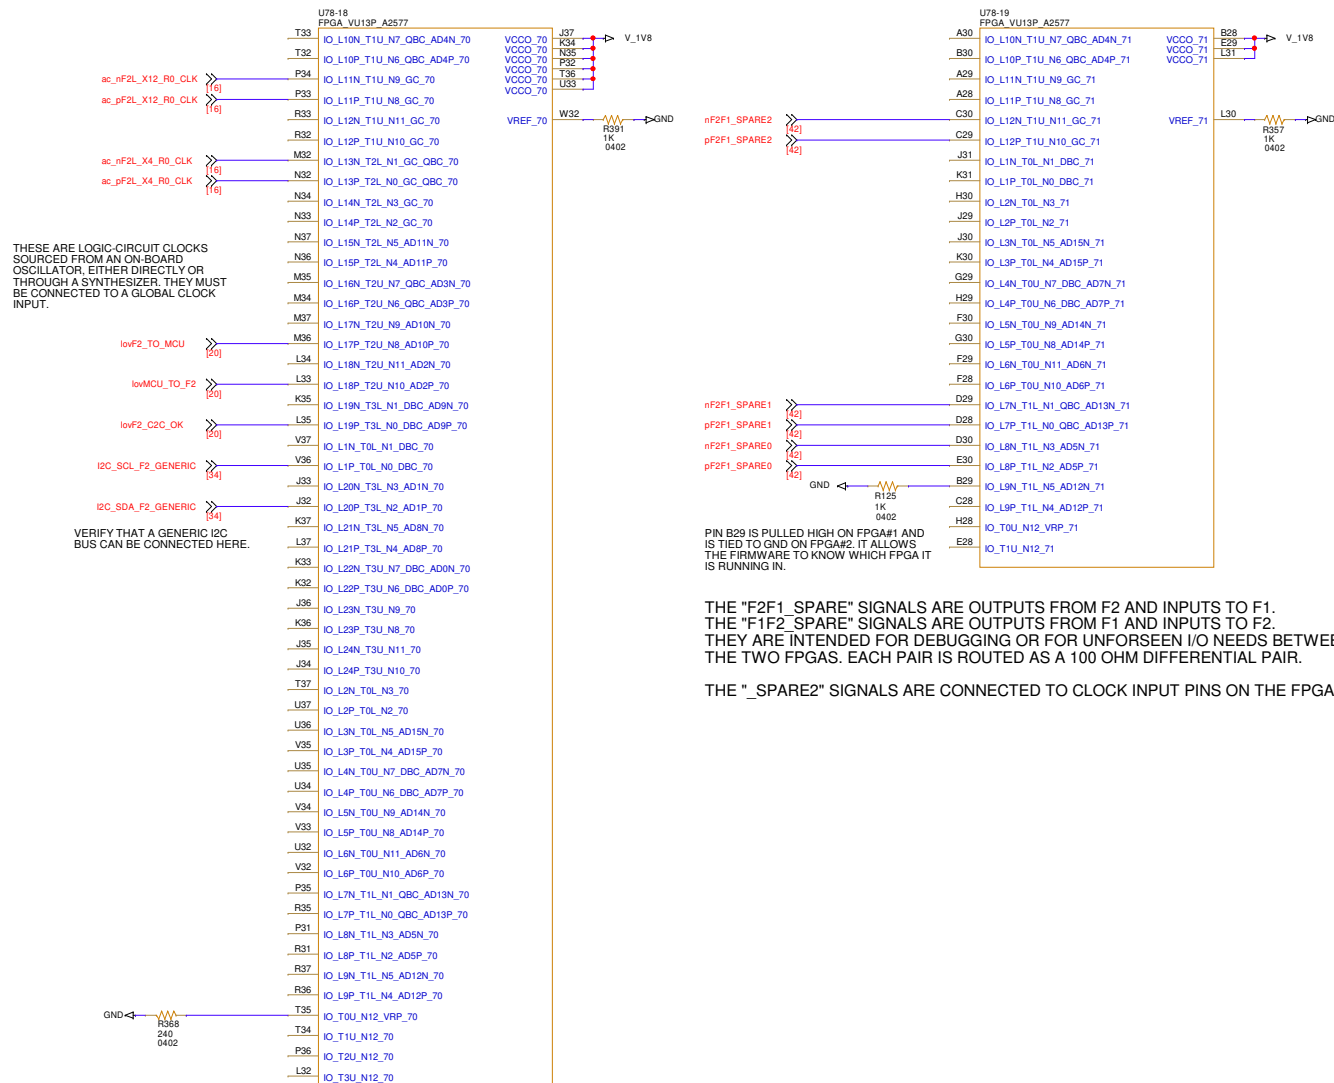 U78-18
FPGA_VU13P_A2577
T33 IO_L10N_T1U_N7_QBC_AD4N_70 VCCO_70 J37 V_1V8
T32 IO_L10P_T1U_N6_QBC_AD4P_70 VCCO_70 K34
VCCO_70 N35
ac_nF2L_X12_R0_CLK [16] P34 IO_L11N_T1U_N9_GC_70 VCCO_70 P32
VCCO_70 T36
ac_pF2L_X12_R0_CLK [16] P33 IO_L11P_T1U_N8_GC_70 VCCO_70 U33
R33 IO_L12N_T1U_N11_GC_70 VREF_70 W32 GND
R391
1K
0402
R32 IO_L12P_T1U_N10_GC_70
ac_nF2L_X4_R0_CLK [16] M32 IO_L13N_T2L_N1_GC_QBC_70
ac_pF2L_X4_R0_CLK [16] N32 IO_L13P_T2L_N0_GC_QBC_70
N34 IO_L14N_T2L_N3_GC_70
N33 IO_L14P_T2L_N2_GC_70
N37 IO_L15N_T2L_N5_AD11N_70
N36 IO_L15P_T2L_N4_AD11P_70
M35 IO_L16N_T2U_N7_QBC_AD3N_70
M34 IO_L16P_T2U_N6_QBC_AD3P_70
THESE ARE LOGIC-CIRCUIT CLOCKS
SOURCED FROM AN ON-BOARD
OSCILLATOR, EITHER DIRECTLY OR
THROUGH A SYNTHESIZER. THEY MUST
BE CONNECTED TO A GLOBAL CLOCK
INPUT.
M37 IO_L17N_T2U_N9_AD10N_70
lovF2_TO_MCU [20] M36 IO_L17P_T2U_N8_AD10P_70
L34 IO_L18N_T2U_N11_AD2N_70
lovMCU_TO_F2 [20] L33 IO_L18P_T2U_N10_AD2P_70
K35 IO_L19N_T3L_N1_DBC_AD9N_70
lovF2_C2C_OK [20] L35 IO_L19P_T3L_N0_DBC_AD9P_70
V37 IO_L1N_T0L_N1_DBC_70
I2C_SCL_F2_GENERIC [34] V36 IO_L1P_T0L_N0_DBC_70
J33 IO_L20N_T3L_N3_AD1N_70
I2C_SDA_F2_GENERIC [34] J32 IO_L20P_T3L_N2_AD1P_70
VERIFY THAT A GENERIC I2C
BUS CAN BE CONNECTED HERE.
K37 IO_L21N_T3L_N5_AD8N_70
L37 IO_L21P_T3L_N4_AD8P_70
K33 IO_L22N_T3U_N7_DBC_AD0N_70
K32 IO_L22P_T3U_N6_DBC_AD0P_70
J36 IO_L23N_T3U_N9_70
K36 IO_L23P_T3U_N8_70
J35 IO_L24N_T3U_N11_70
J34 IO_L24P_T3U_N10_70
T37 IO_L2N_T0L_N3_70
U37 IO_L2P_T0L_N2_70
U36 IO_L3N_T0L_N5_AD15N_70
V35 IO_L3P_T0L_N4_AD15P_70
U35 IO_L4N_T0U_N7_DBC_AD7N_70
U34 IO_L4P_T0U_N6_DBC_AD7P_70
V34 IO_L5N_T0U_N9_AD14N_70
V33 IO_L5P_T0U_N8_AD14P_70
U32 IO_L6N_T0U_N11_AD6N_70
V32 IO_L6P_T0U_N10_AD6P_70
P35 IO_L7N_T1L_N1_QBC_AD13N_70
R35 IO_L7P_T1L_N0_QBC_AD13P_70
P31 IO_L8N_T1L_N3_AD5N_70
R31 IO_L8P_T1L_N2_AD5P_70
R37 IO_L9N_T1L_N5_AD12N_70
R36 IO_L9P_T1L_N4_AD12P_70
GND T35 IO_T0U_N12_VRP_70
R368
240
0402
T34 IO_T1U_N12_70
P36 IO_T2U_N12_70
L32 IO_T3U_N12_70
U78-19
FPGA_VU13P_A2577
A30 IO_L10N_T1U_N7_QBC_AD4N_71 VCCO_71 B28 V_1V8
VCCO_71 E29
B30 IO_L10P_T1U_N6_QBC_AD4P_71 VCCO_71 L31
A29 IO_L11N_T1U_N9_GC_71
A28 IO_L11P_T1U_N8_GC_71
nF2F1_SPARE2 [42] C30 IO_L12N_T1U_N11_GC_71 VREF_71 L30 GND
R357
1K
0402
pF2F1_SPARE2 [42] C29 IO_L12P_T1U_N10_GC_71
J31 IO_L1N_T0L_N1_DBC_71
K31 IO_L1P_T0L_N0_DBC_71
H30 IO_L2N_T0L_N3_71
J29 IO_L2P_T0L_N2_71
J30 IO_L3N_T0L_N5_AD15N_71
K30 IO_L3P_T0L_N4_AD15P_71
G29 IO_L4N_T0U_N7_DBC_AD7N_71
H29 IO_L4P_T0U_N6_DBC_AD7P_71
F30 IO_L5N_T0U_N9_AD14N_71
G30 IO_L5P_T0U_N8_AD14P_71
F29 IO_L6N_T0U_N11_AD6N_71
F28 IO_L6P_T0U_N10_AD6P_71
nF2F1_SPARE1 [42] D29 IO_L7N_T1L_N1_QBC_AD13N_71
pF2F1_SPARE1 [42] D28 IO_L7P_T1L_N0_QBC_AD13P_71
nF2F1_SPARE0 [42] D30 IO_L8N_T1L_N3_AD5N_71
pF2F1_SPARE0 [42] E30 IO_L8P_T1L_N2_AD5P_71
GND B29 IO_L9N_T1L_N5_AD12N_71
R125
1K
0402
C28 IO_L9P_T1L_N4_AD12P_71
H28 IO_T0U_N12_VRP_71
E28 IO_T1U_N12_71
PIN B29 IS PULLED HIGH ON FPGA#1 AND
IS TIED TO GND ON FPGA#2. IT ALLOWS
THE FIRMWARE TO KNOW WHICH FPGA IT
IS RUNNING IN.
THE "F2F1_SPARE" SIGNALS ARE OUTPUTS FROM F2 AND INPUTS TO F1.
THE "F1F2_SPARE" SIGNALS ARE OUTPUTS FROM F1 AND INPUTS TO F2.
THEY ARE INTENDED FOR DEBUGGING OR FOR UNFORSEEN I/O NEEDS BETWEE
THE TWO FPGAS. EACH PAIR IS ROUTED AS A 100 OHM DIFFERENTIAL PAIR.
THE "_SPARE2" SIGNALS ARE CONNECTED TO CLOCK INPUT PINS ON THE FPGA